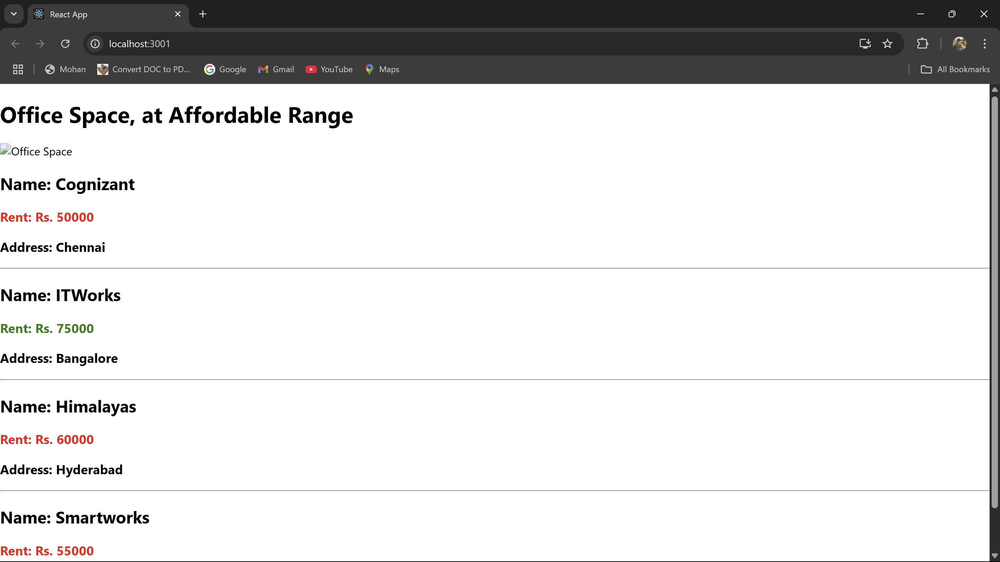 React App
localhost:3001
Mohan
Convert DOC to PD...
Google
Gmail
YouTube
Maps
All Bookmarks
Office Space, at Affordable Range
Office Space
Name: Cognizant
Rent: Rs. 50000
Address: Chennai
Name: ITWorks
Rent: Rs. 75000
Address: Bangalore
Name: Himalayas
Rent: Rs. 60000
Address: Hyderabad
Name: Smartworks
Rent: Rs. 55000